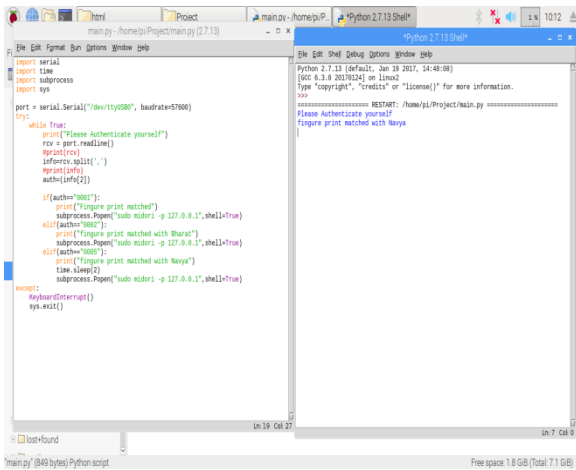 html
Project
main.py - /home/pi/P..
*Python 2.7.13 Shell*
1 %
10:12
main.py - /home/pi/Project/main.py (2.7.13)
File Edit Format Run Options Window Help
import serial
import time
import subprocess
import sys
port = serial.Serial("/dev/ttyUSB0", baudrate=57600)
try:
while True:
print("Please Authenticate yourself")
rcv = port.readline()
#print(rcv)
info=rcv.split(',')
#print(info)
auth=(info[2])
if(auth=="0001"):
print("Fingure print matched")
subprocess.Popen("sudo midori -p 127.0.0.1",shell=True)
elif(auth=="0002"):
print("fingure print matched with Bharat")
subprocess.Popen("sudo midori -p 127.0.0.1",shell=True)
elif(auth=="0005"):
print("fingure print matched with Navya")
time.sleep(2)
subprocess.Popen("sudo midori -p 127.0.0.1",shell=True)
except:
KeyboardInterrupt()
sys.exit()
Ln: 19 Col: 27
*Python 2.7.13 Shell*
File Edit Shell Debug Options Window Help
Python 2.7.13 (default, Jan 19 2017, 14:48:08)
[GCC 6.3.0 20170124] on linux2
Type "copyright", "credits" or "license()" for more information.
>>>
===================== RESTART: /home/pi/Project/main.py =====================
Please Authenticate yourself
fingure print matched with Navya
Ln: 7 Col: 0
lost+found
"main.py" (849 bytes) Python script
Free space: 1.8 GiB (Total: 7.1 GiB)